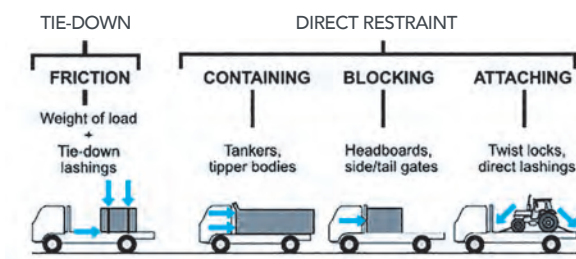 TIE-DOWN
DIRECT RESTRAINT
FRICTION
CONTAINING
BLOCKING
ATTACHING
Weight of load
+
Tie-down
lashings
Tankers,
tipper bodies
Headboards,
side/tail gates
Twist locks,
direct lashings